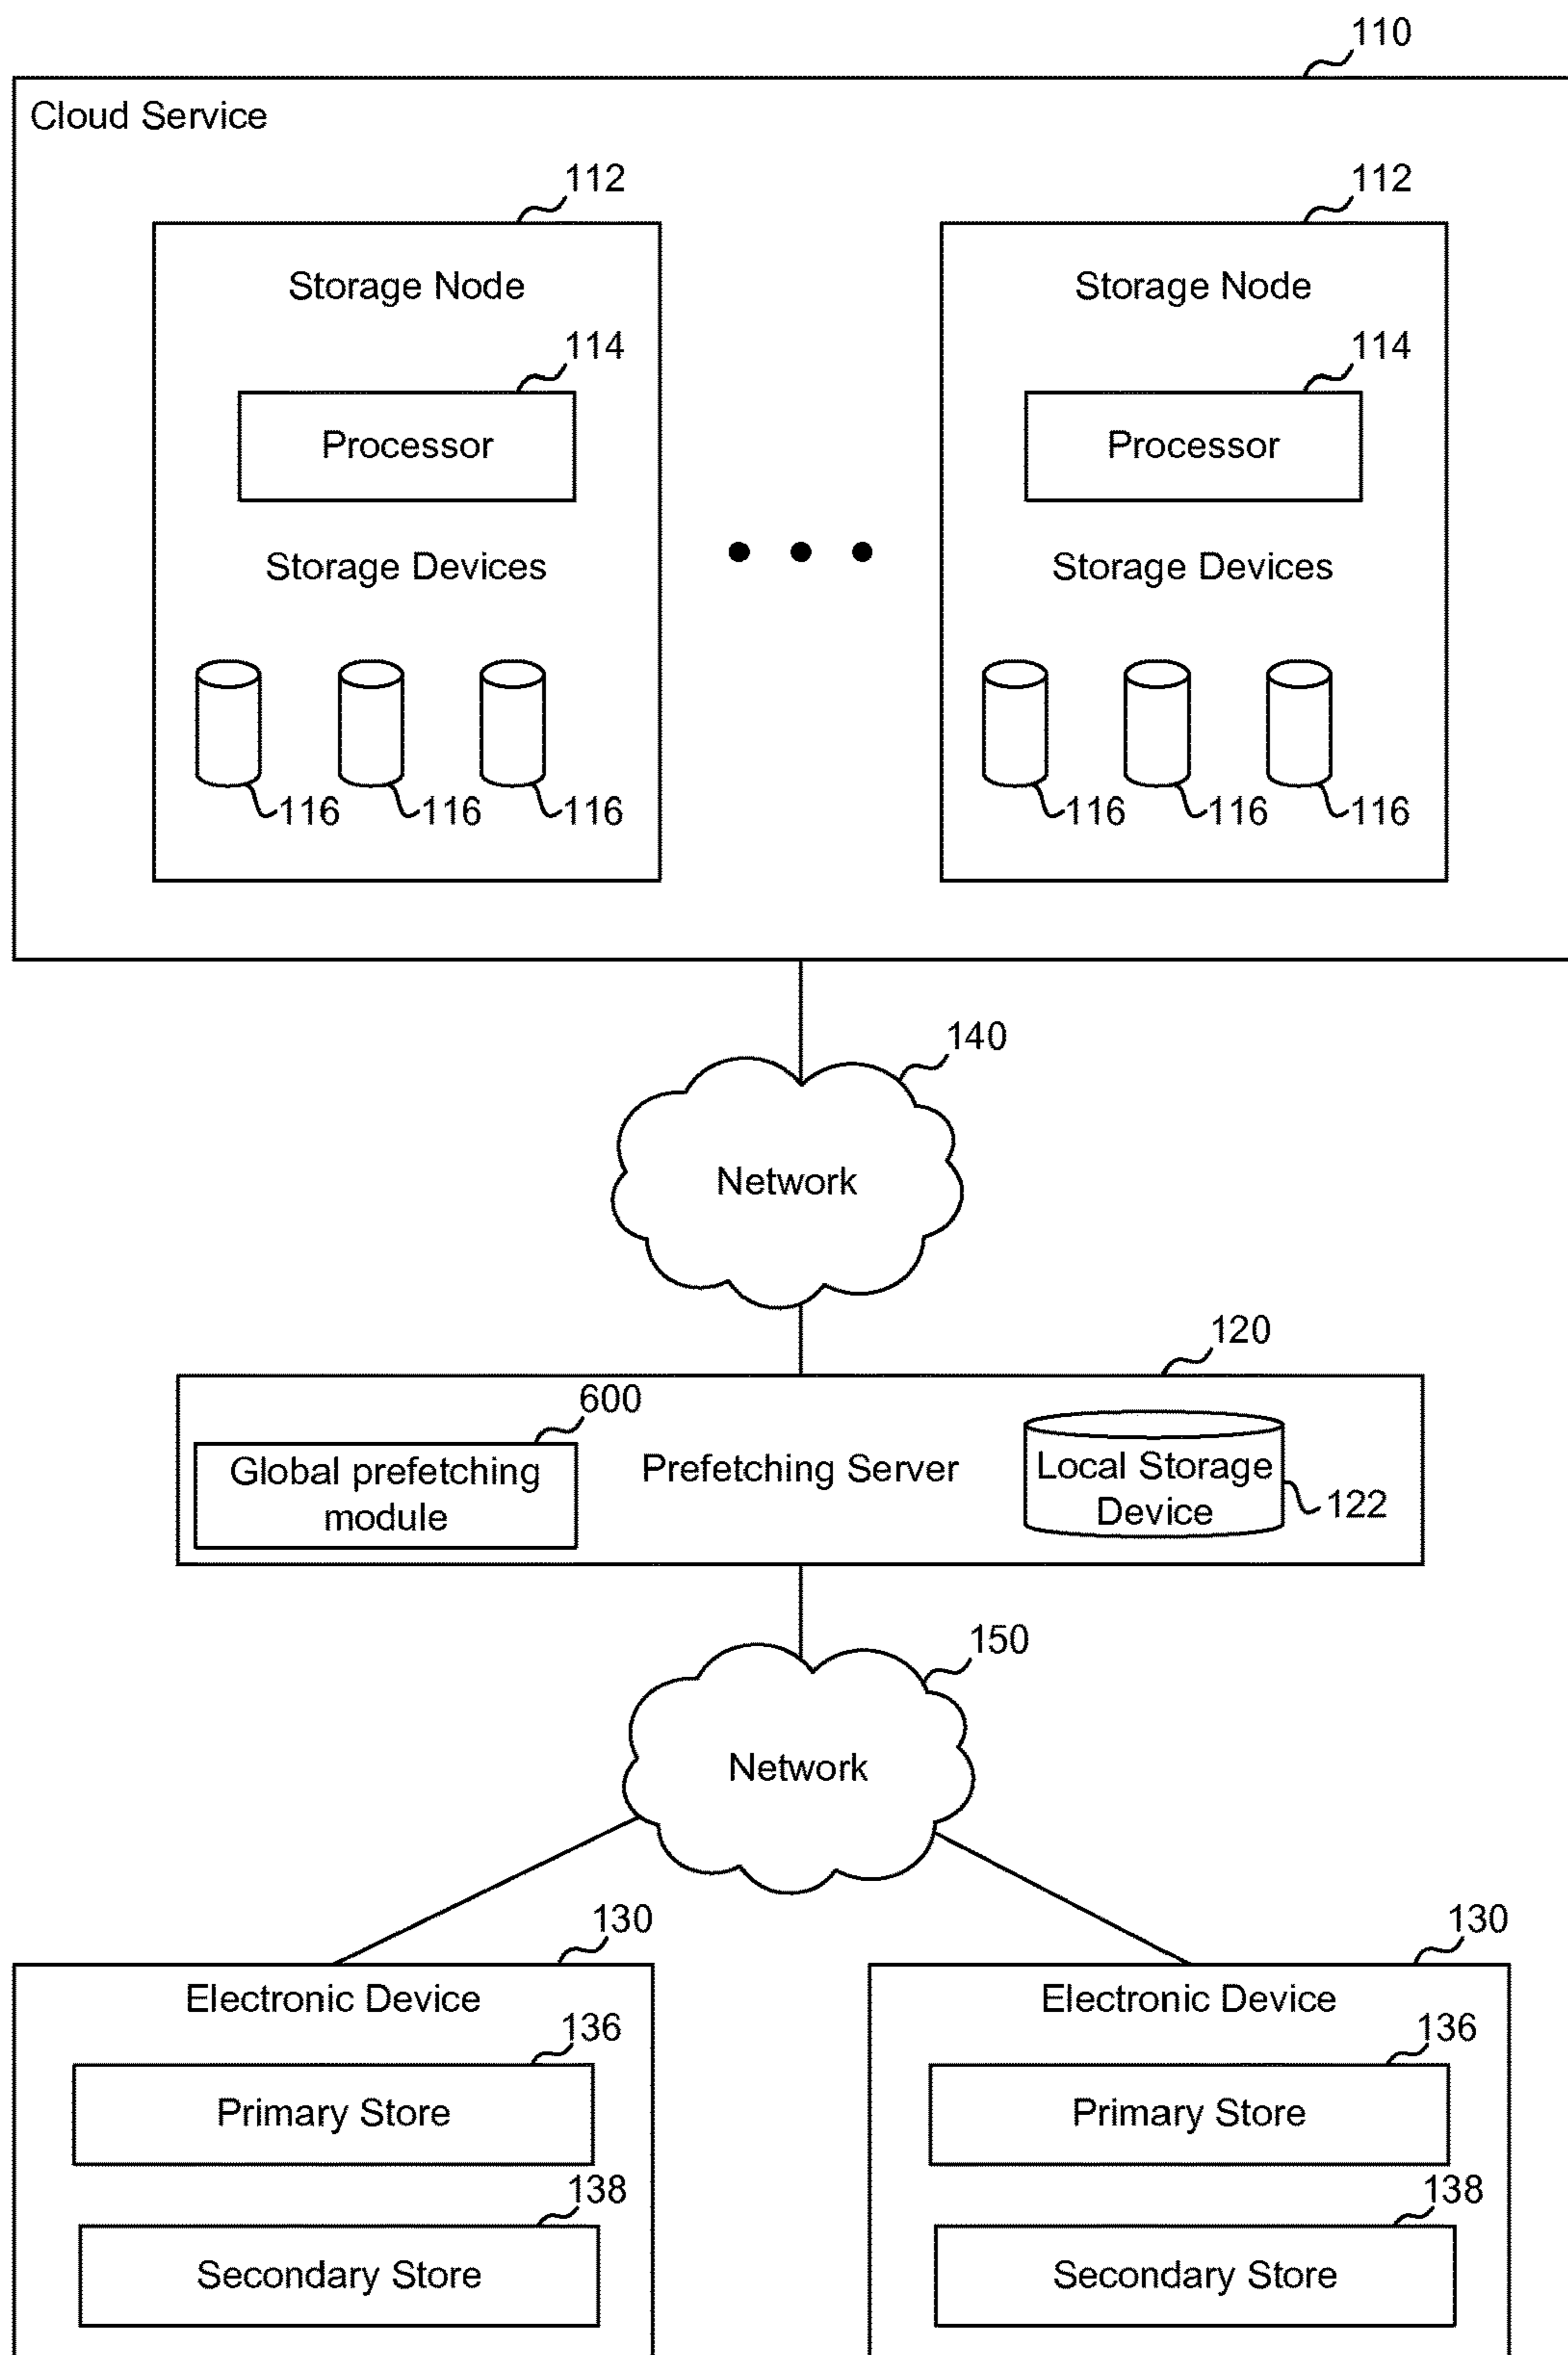 110
Cloud Service
112
112
Storage Node
Storage Node
114
114
Processor
Processor
Storage Devices
Storage Devices
116
116
116
116
116
116
140
Network
120
600
Global prefetching
module
Prefetching Server
Local Storage
Device
122
150
Network
130
130
Electronic Device
Electronic Device
136
136
Primary Store
Primary Store
138
138
Secondary Store
Secondary Store